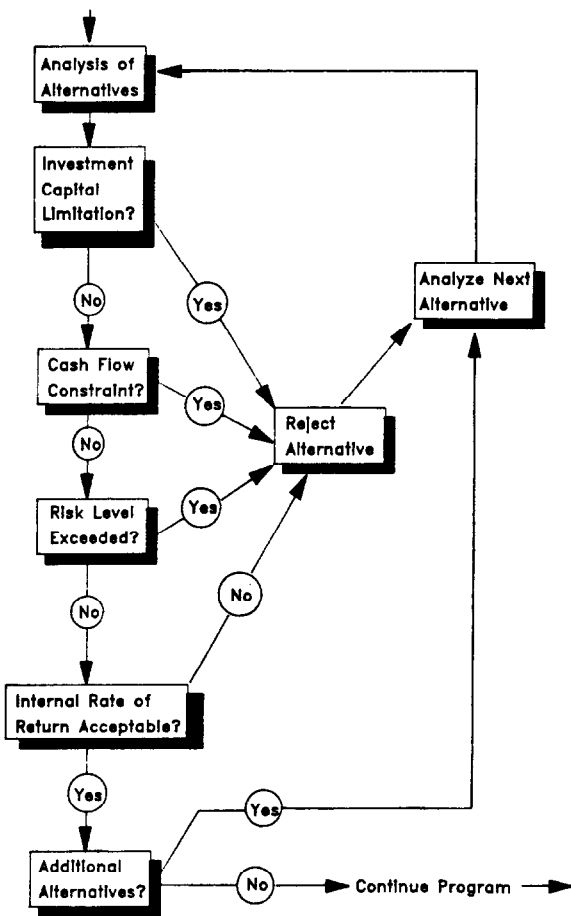 Analysis of
Alternatives
Investment
Capital
Limitation?
No
Yes
Analyze Next
Alternative
Cash Flow
Constraint?
Yes
Reject
Alternative
No
Risk Level
Exceeded?
Yes
No
No
Internal Rate of
Return Acceptable?
Yes
Yes
Additional
Alternatives?
No
Continue Program